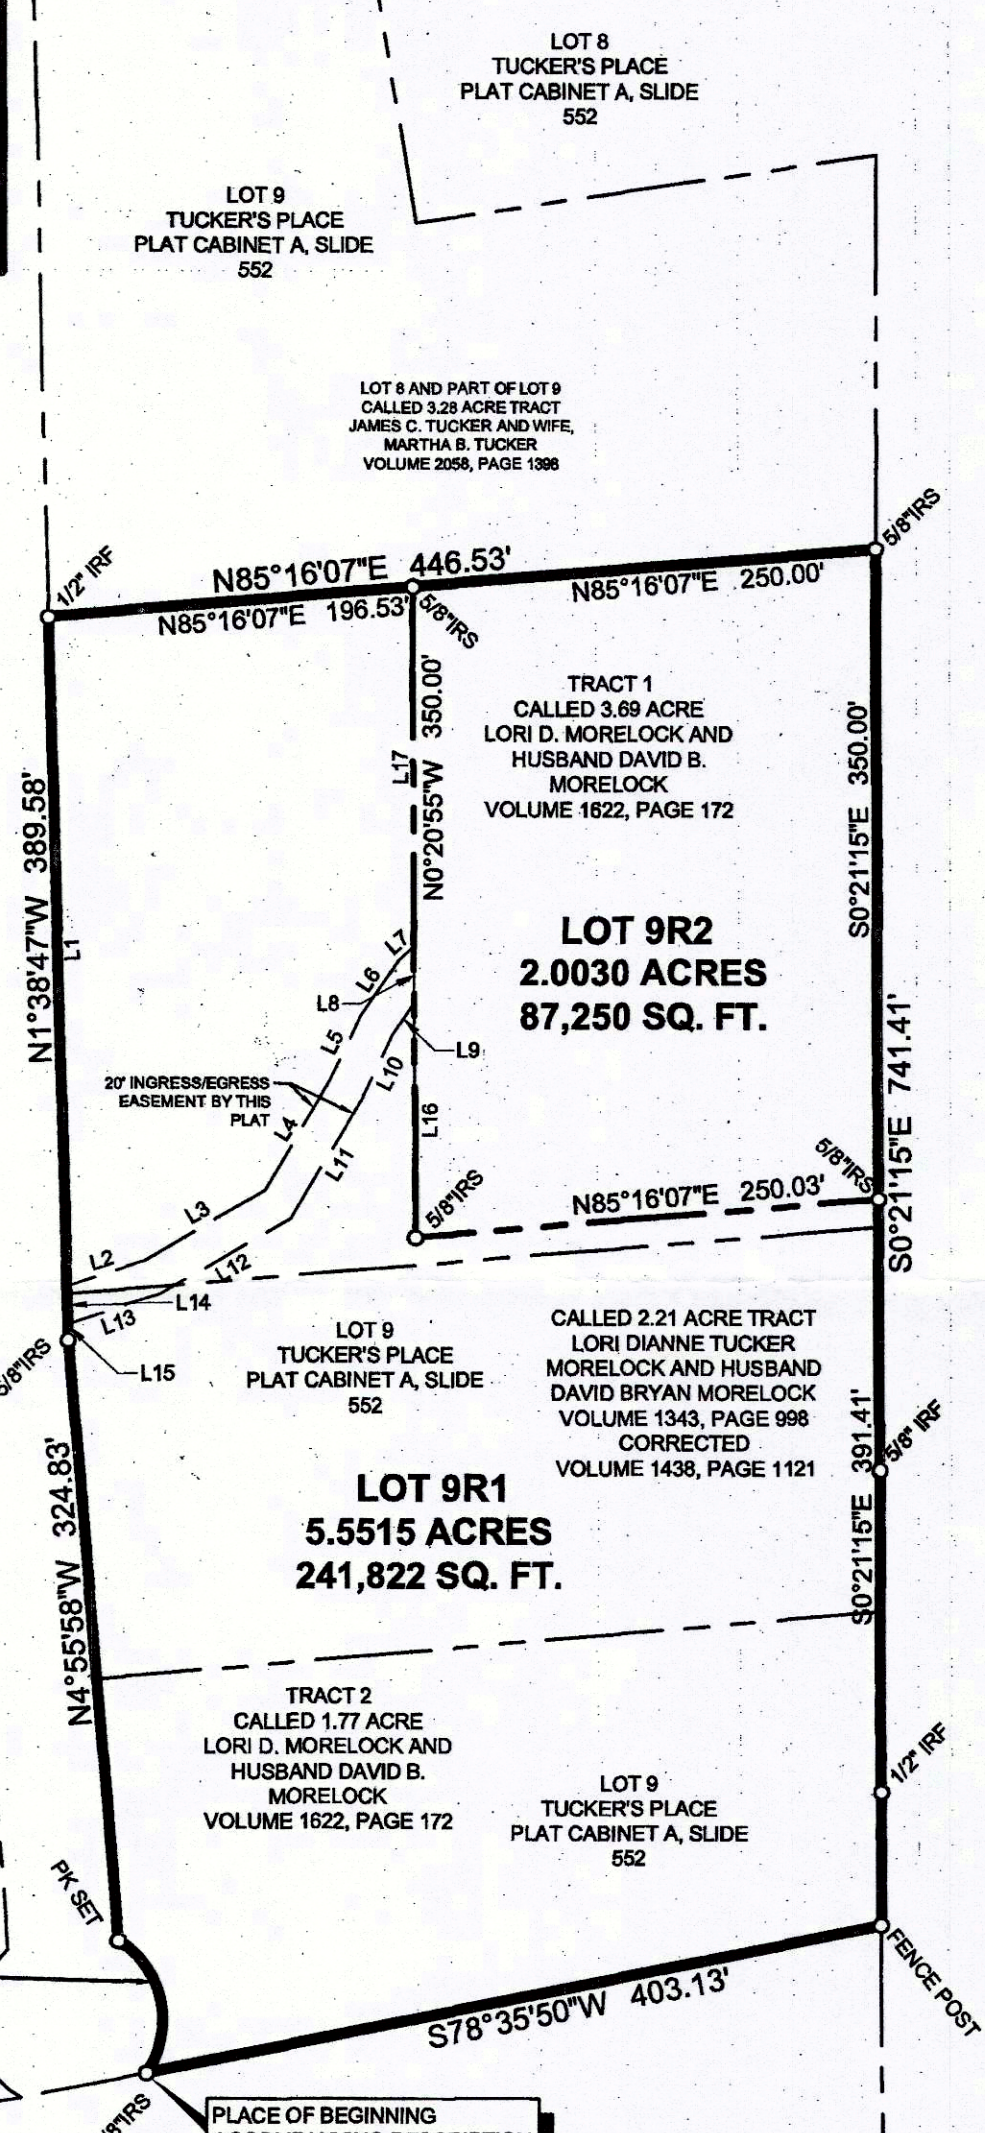 LOT 8
TUCKER'S PLACE
PLAT CABINET A, SLIDE
552
LOT 9
TUCKER'S PLACE
PLAT CABINET A, SLIDE
552
LOT 8 AND PART OF LOT 9
CALLED 3.28 ACRE TRACT
JAMES C. TUCKER AND WIFE,
MARTHA B. TUCKER
VOLUME 2058, PAGE 1398
5/8"IRS
1/2" IRF
N85°16'07"E 446.53'
N85°16'07"E 196.53'
5/8"IRS
N85°16'07"E 250.00'
TRACT 1
CALLED 3.69 ACRE
LORI D. MORELOCK AND
HUSBAND DAVID B.
MORELOCK
VOLUME 1622, PAGE 172
N0°20'55"W 350.00'
L17
S0°21'15"E 350.00'
N1°38'47"W 389.58'
L1
LOT 9R2
2.0030 ACRES
87,250 SQ. FT.
L7
L6
L8
L5
L9
L10
20' INGRESS/EGRESS
EASEMENT BY THIS
PLAT
L4
L16
L11
S0°21'15"E 741.41'
5/8"IRS
5/8"IRS
N85°16'07"E 250.03'
L3
L2
L12
L14
L13
L15
5/8"IRS
LOT 9
TUCKER'S PLACE
PLAT CABINET A, SLIDE
552
CALLED 2.21 ACRE TRACT
LORI DIANNE TUCKER
MORELOCK AND HUSBAND
DAVID BRYAN MORELOCK
VOLUME 1343, PAGE 998
CORRECTED
VOLUME 1438, PAGE 1121
5/8" IRF
S0°21'15"E 391.41'
N4°55'58"W 324.83'
LOT 9R1
5.5515 ACRES
241,822 SQ. FT.
TRACT 2
CALLED 1.77 ACRE
LORI D. MORELOCK AND
HUSBAND DAVID B.
MORELOCK
VOLUME 1622, PAGE 172
1/2" IRF
LOT 9
TUCKER'S PLACE
PLAT CABINET A, SLIDE
552
PK SET
FENCE POST
S78°35'50"W 403.13'
/8"IRS
PLACE OF BEGINNING